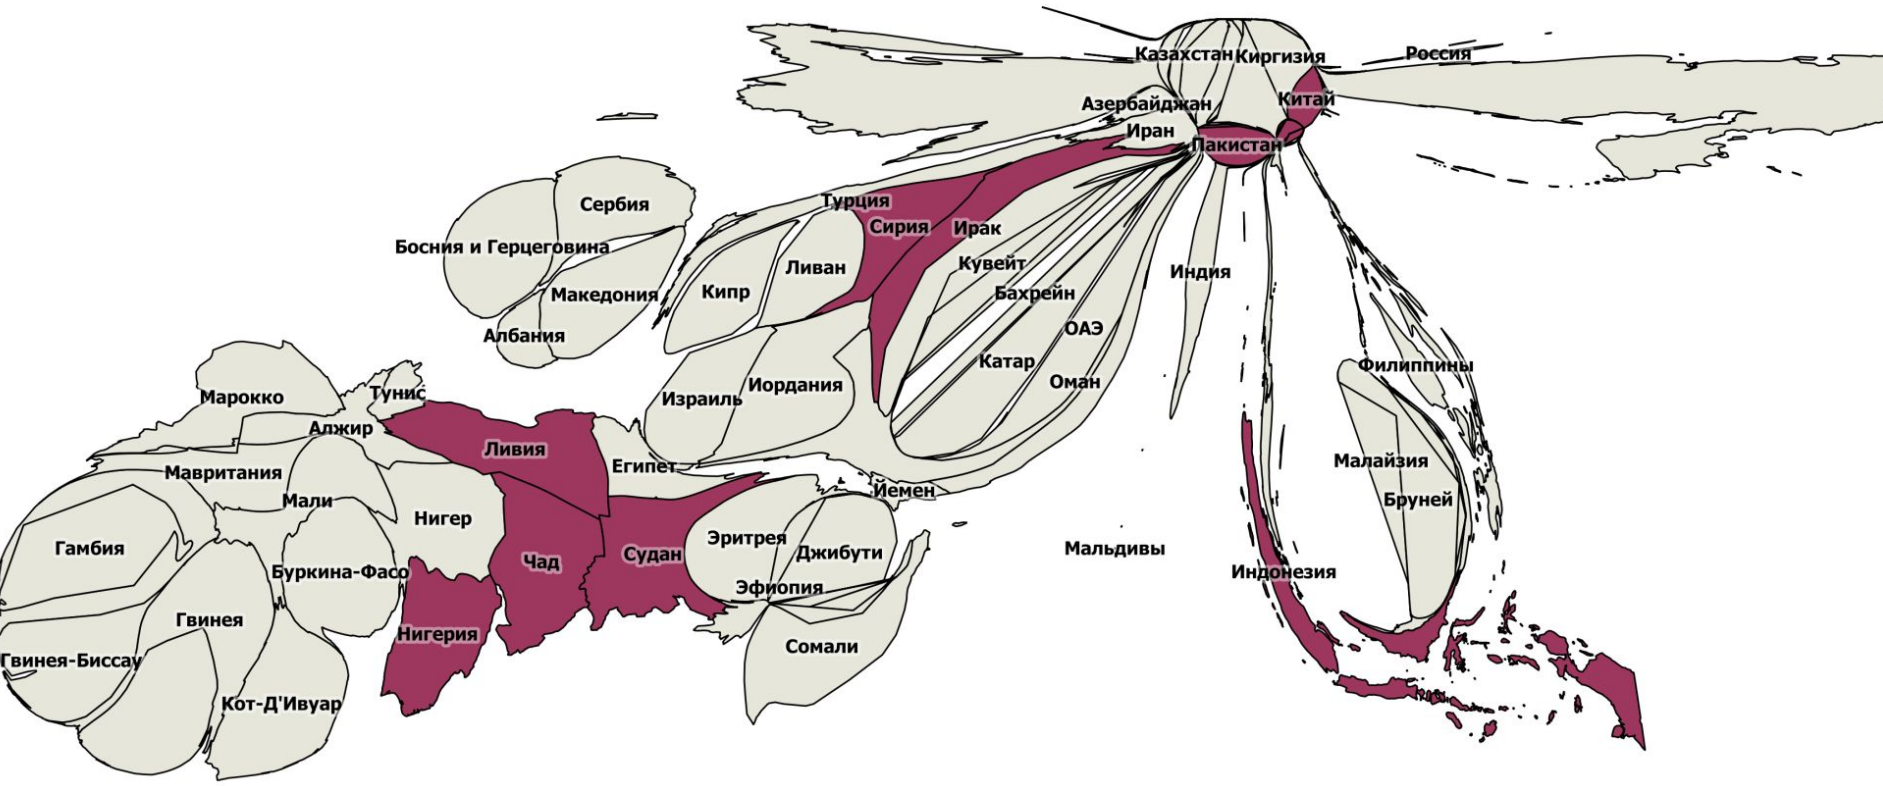 Казахстан
Киргизия
Россия
Азербайджан
Китай
Иран
Пакистан
Сербия
Турция
Сирия
Ирак
Босния и Герцеговина
Ливан
Кувейт
Индия
Македония
Кипр
Бахрейн
Албания
ОАЭ
Катар
Филиппины
Марокко
Тунис
Израиль
Иордания
Оман
Алжир
Ливия
Малайзия
Мавритания
Египет
Мали
Йемен
Бруней
Гамбия
Нигер
Эритрея
Джибути
Мальдивы
Чад
Судан
Буркина-Фасо
Эфиопия
Индонезия
Гвинея
Нигерия
Сомали
Гвинея-Биссау
Кот-Д'Ивуар